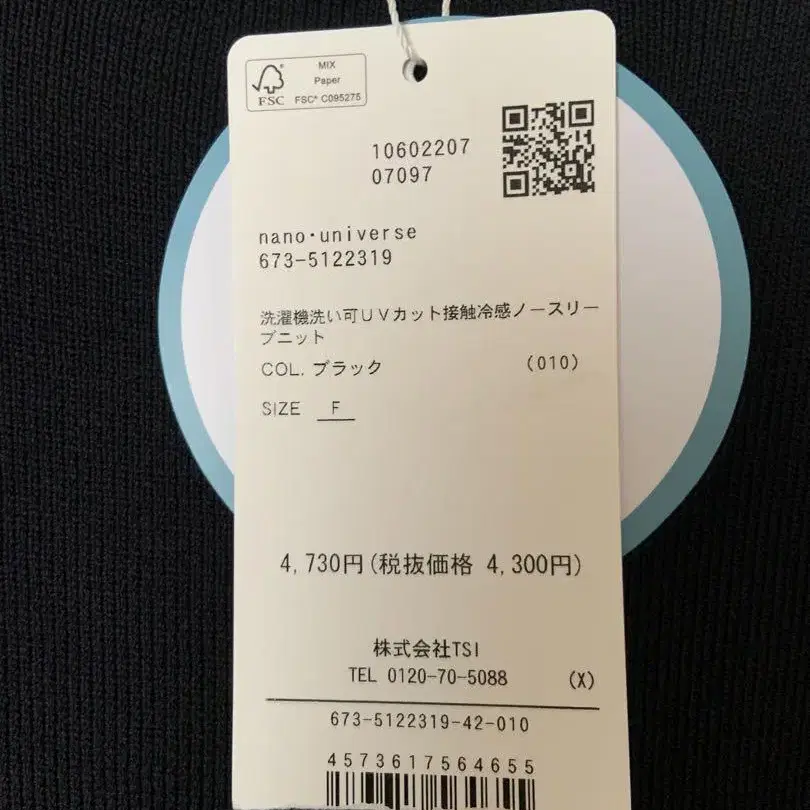 MIX
Paper
FSC
FSC® C095275
10602207
07097
nano・universe
673-5122319
洗濯機洗い可UVカット接触冷感ノースリー
ブニット
COL. ブラック (010)
SIZE F
4,730円(税抜価格 4,300円)
株式会社TSI
TEL 0120-70-5088 (X)
673-5122319-42-010
4573617564655